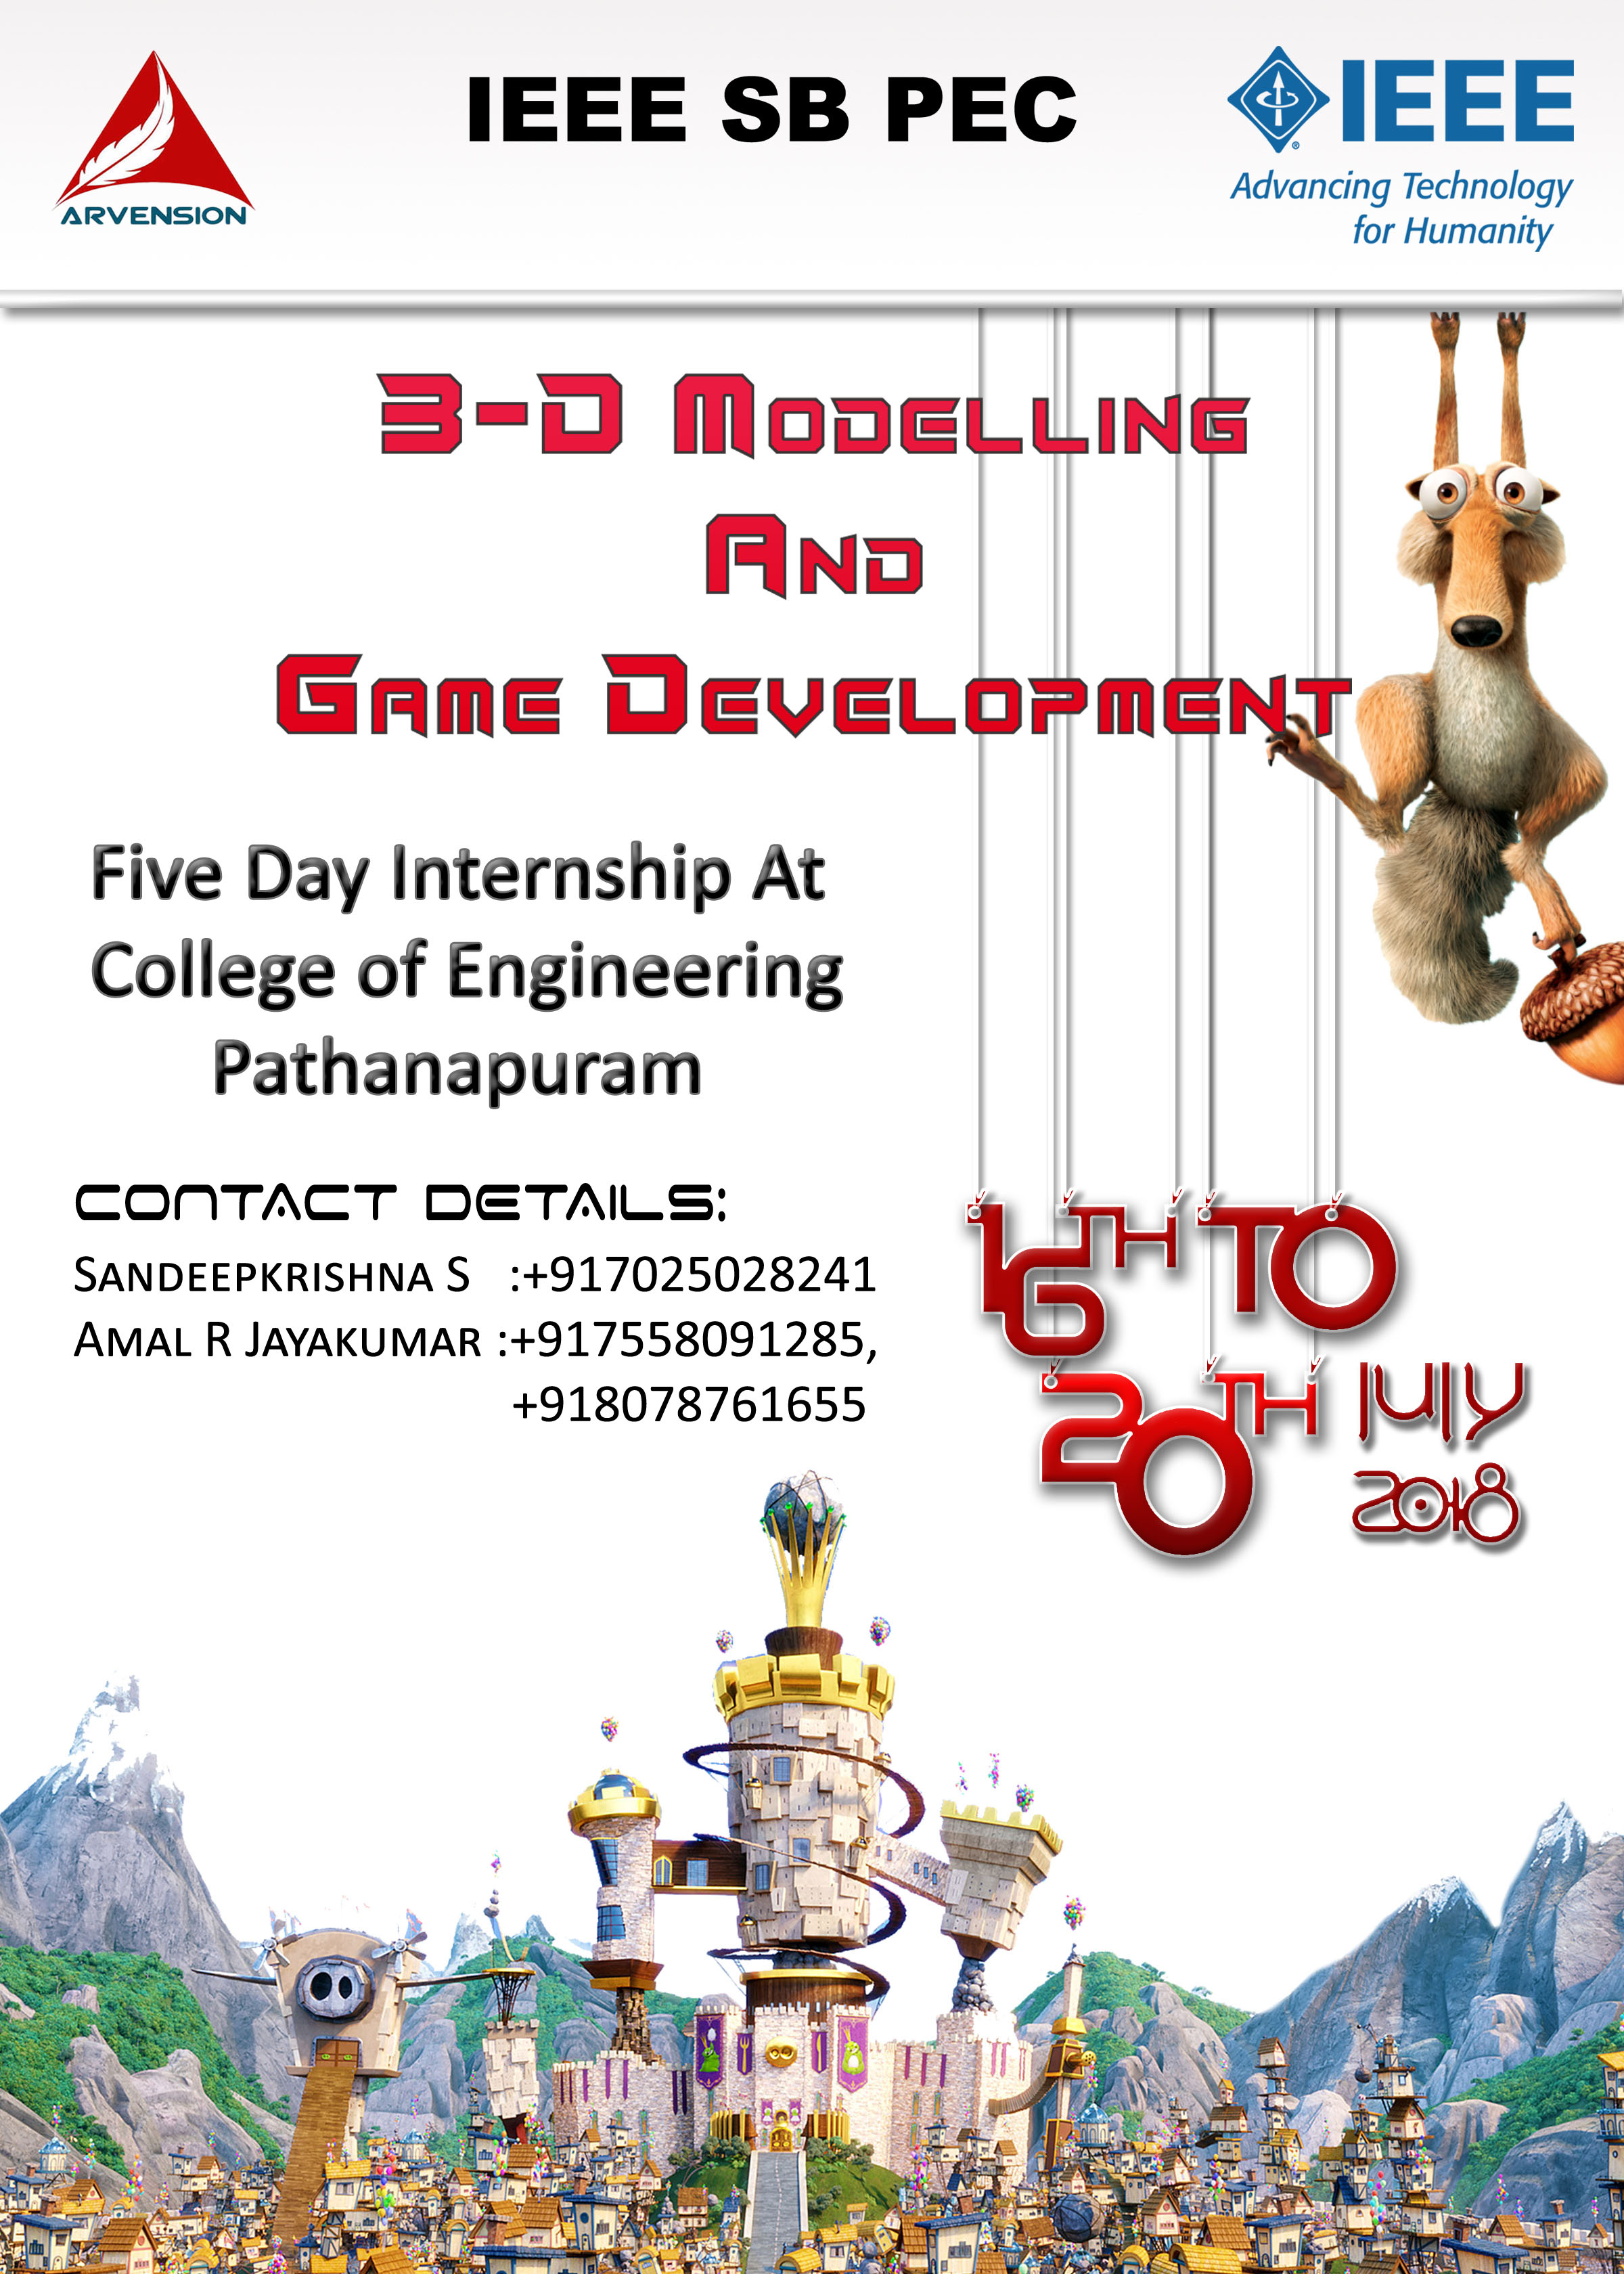 ARVENSION
IEEE SB PEC
IEEE
Advancing Technology
for Humanity
3-D Modelling
And
Game Development
Five Day Internship At
College of Engineering
Pathanapuram
CONTACT DETAILS:
Sandeepkrishna S :+917025028241
Amal R Jayakumar :+917558091285,
+918078761655
16TH TO
20TH July
2018